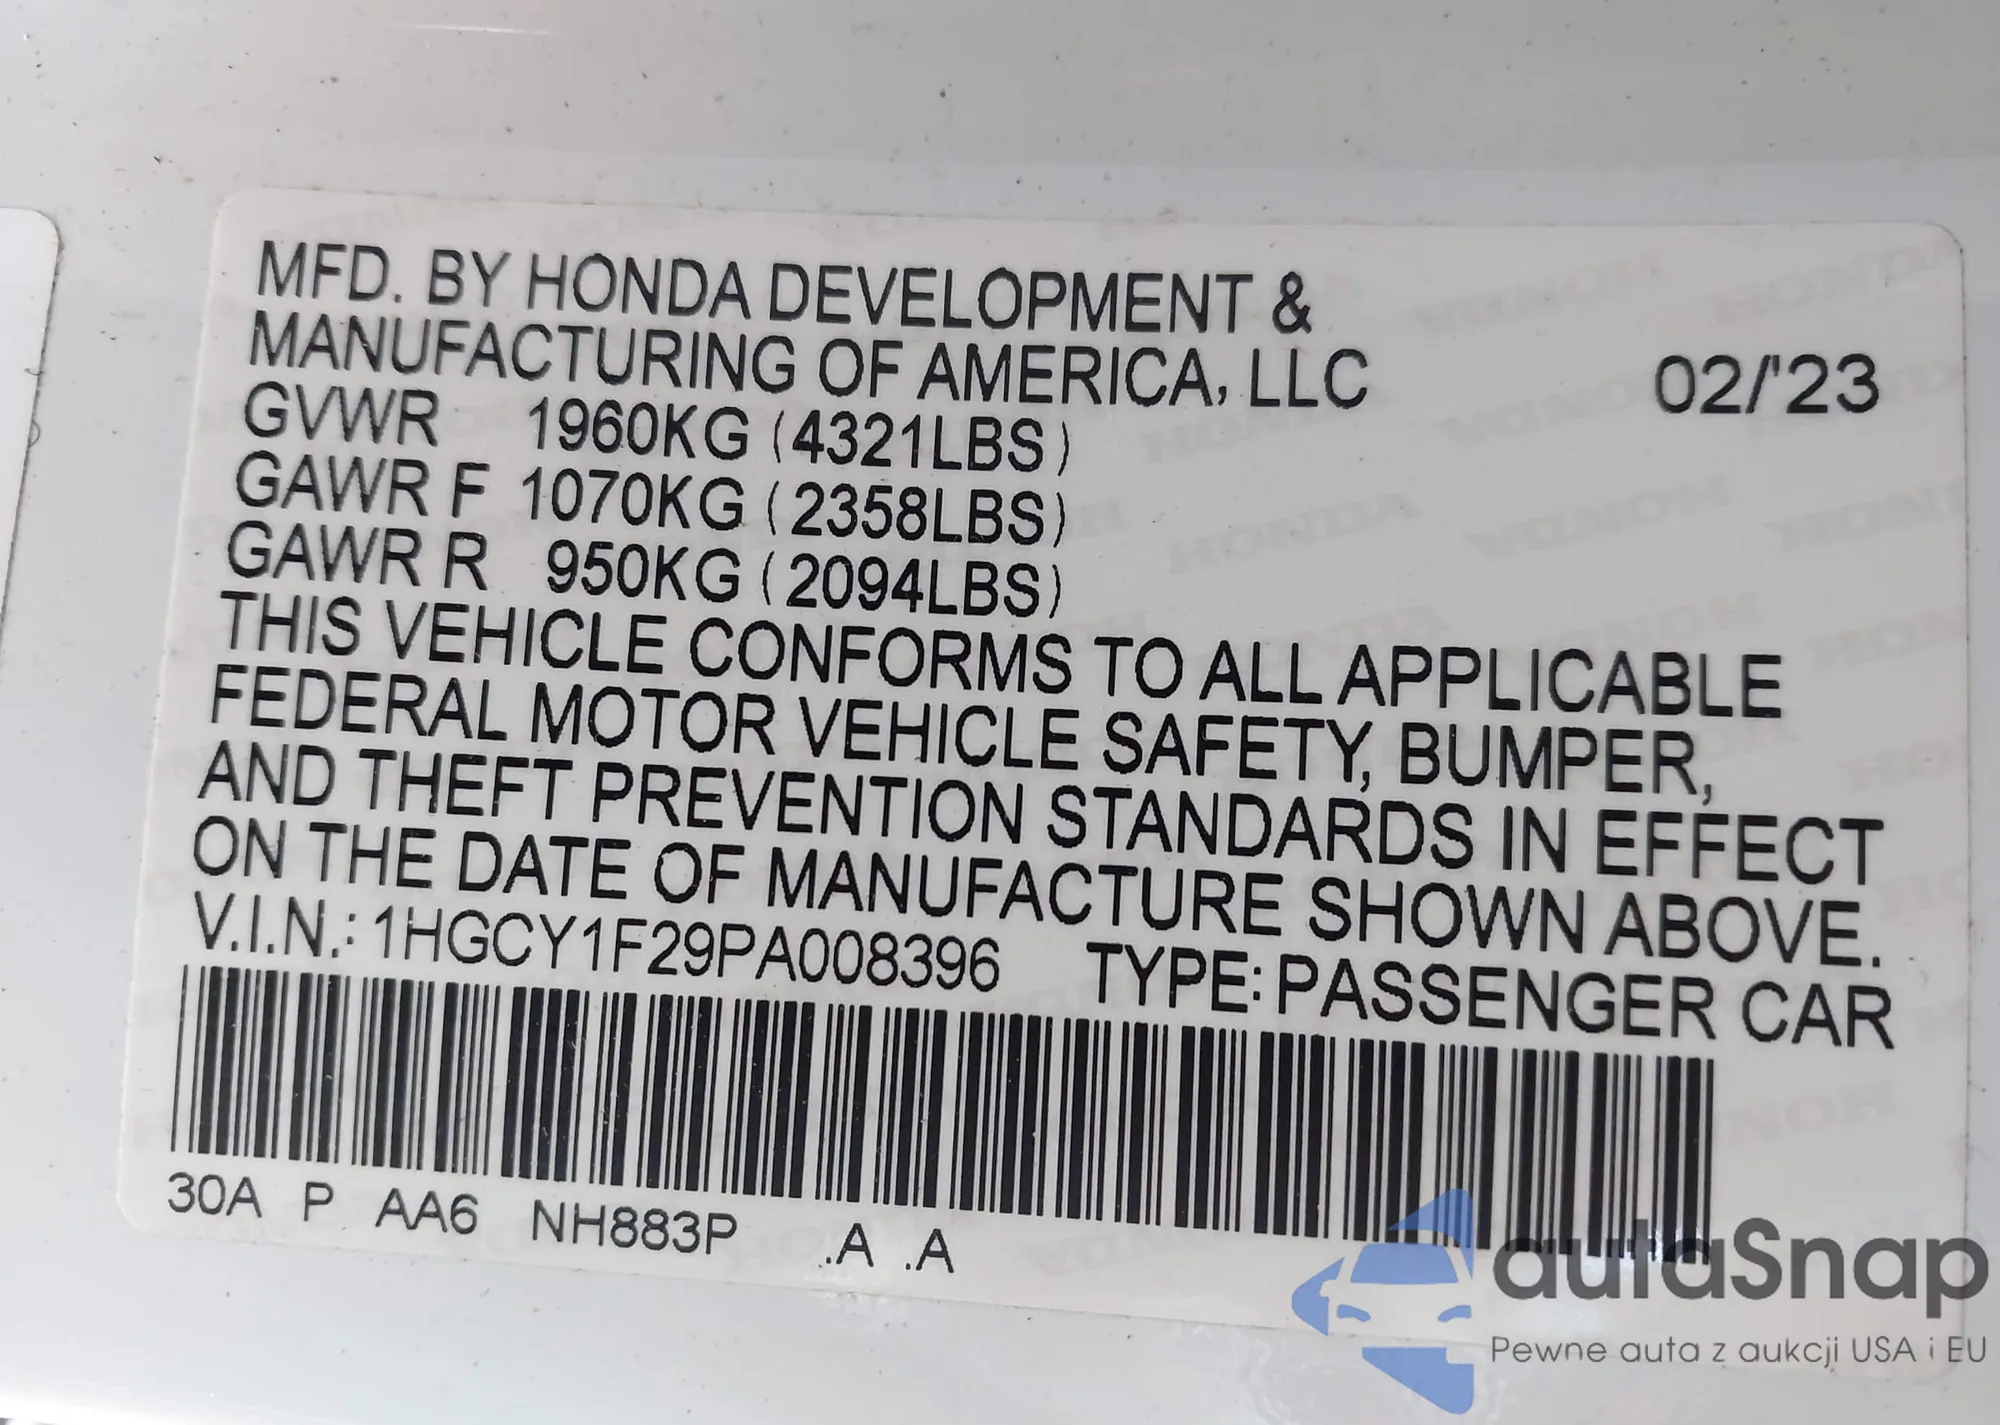 MFD. BY HONDA DEVELOPMENT &
MANUFACTURING OF AMERICA, LLC 02/'23
GVWR 1960KG (4321LBS)
GAWR F 1070KG (2358LBS)
GAWR R 950KG (2094LBS)
THIS VEHICLE CONFORMS TO ALL APPLICABLE
FEDERAL MOTOR VEHICLE SAFETY, BUMPER,
AND THEFT PREVENTION STANDARDS IN EFFECT
ON THE DATE OF MANUFACTURE SHOWN ABOVE.
V.I.N.: 1HGCY1F29PA008396 TYPE: PASSENGER CAR
30A P AA6 NH883P .A .A
autaSnap
Pewne auta z aukcji USA i EU